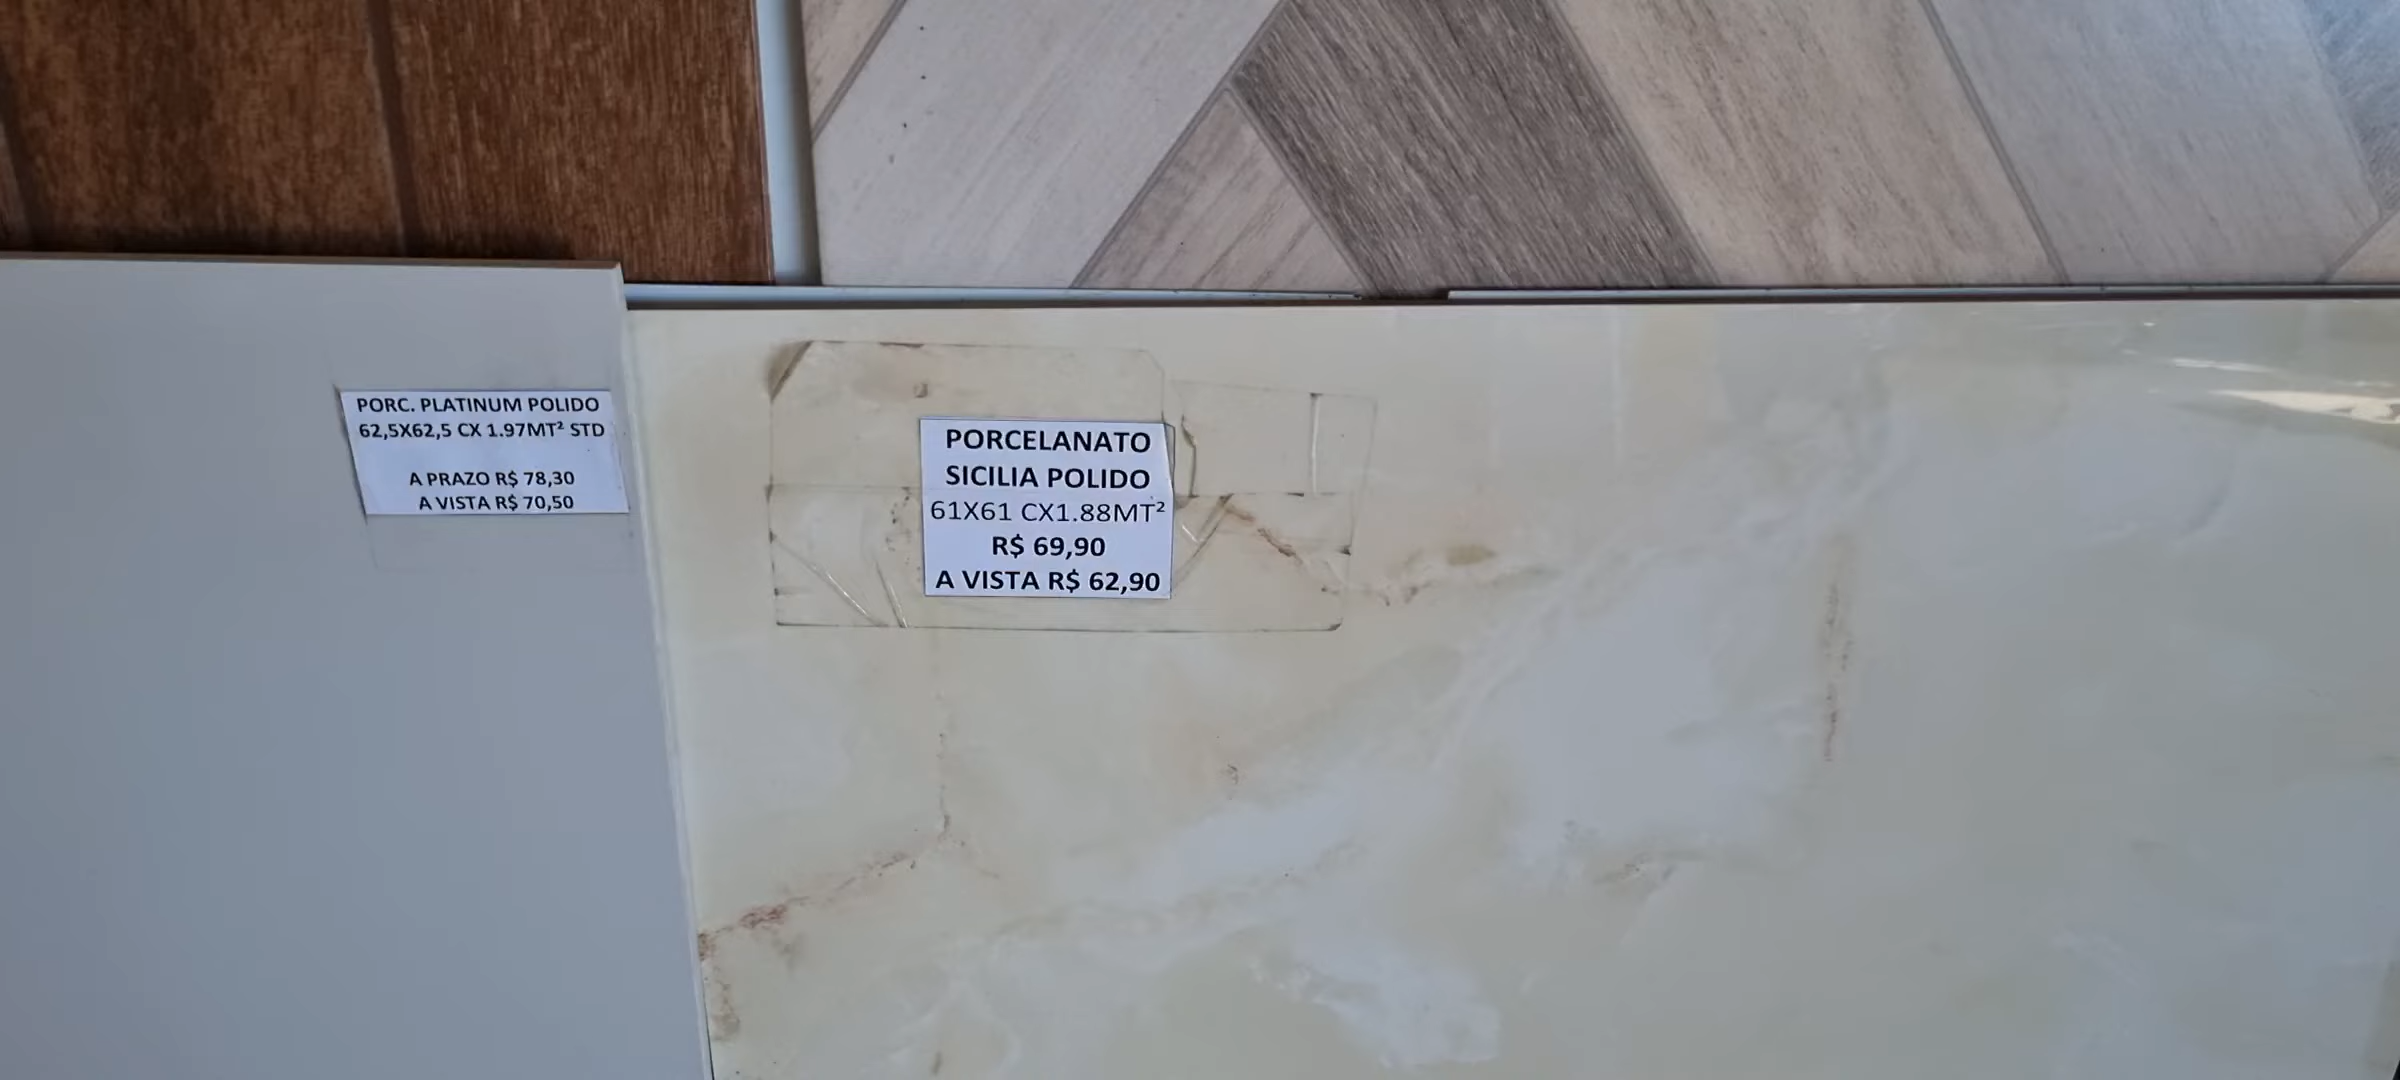 PORC. PLATINUM POLIDO
62,5X62,5 CX 1.97MT² STD
A PRAZO R$ 78,30
A VISTA R$ 70,50
PORCELANATO
SICILIA POLIDO
61X61 CX1.88MT²
R$ 69,90
A VISTA R$ 62,90